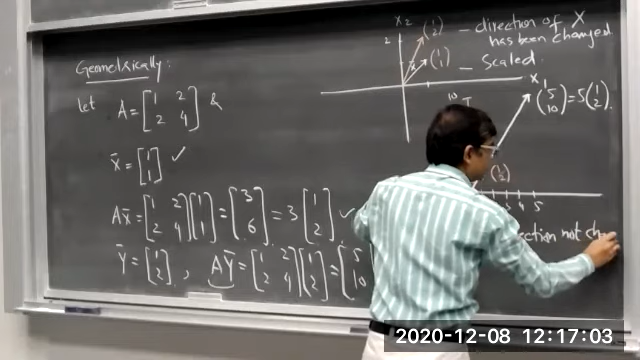 Geometrically:
let A = [1 2; 2 4] &
X̄ = [1; 1] ✓
AX̄ = [1 2; 2 4] [1; 1] = [3; 6] = 3 [1; 2] ✓
Ȳ = [1; 2], AȲ = [1 2; 2 4] [1; 2] = [5; 10
X2
2
(1; 2) — direction of X
has been changed.
(1; 1) — Scaled.
X1
10
(5; 10) = 5 (1; 2).
(1; 2)
3 4 5
ection not ch
2020-12-08 12:17:03